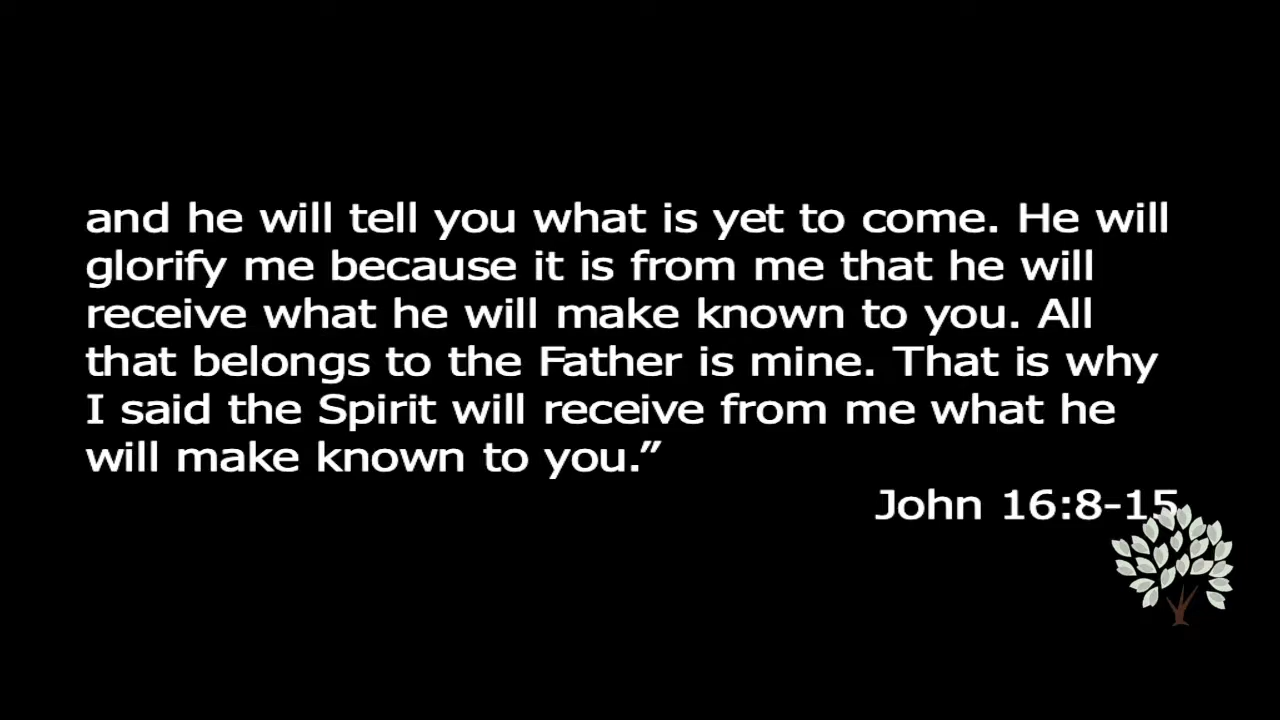 and he will tell you what is yet to come. He will
glorify me because it is from me that he will
receive what he will make known to you. All
that belongs to the Father is mine. That is why
I said the Spirit will receive from me what he
will make known to you.”
John 16:8-15